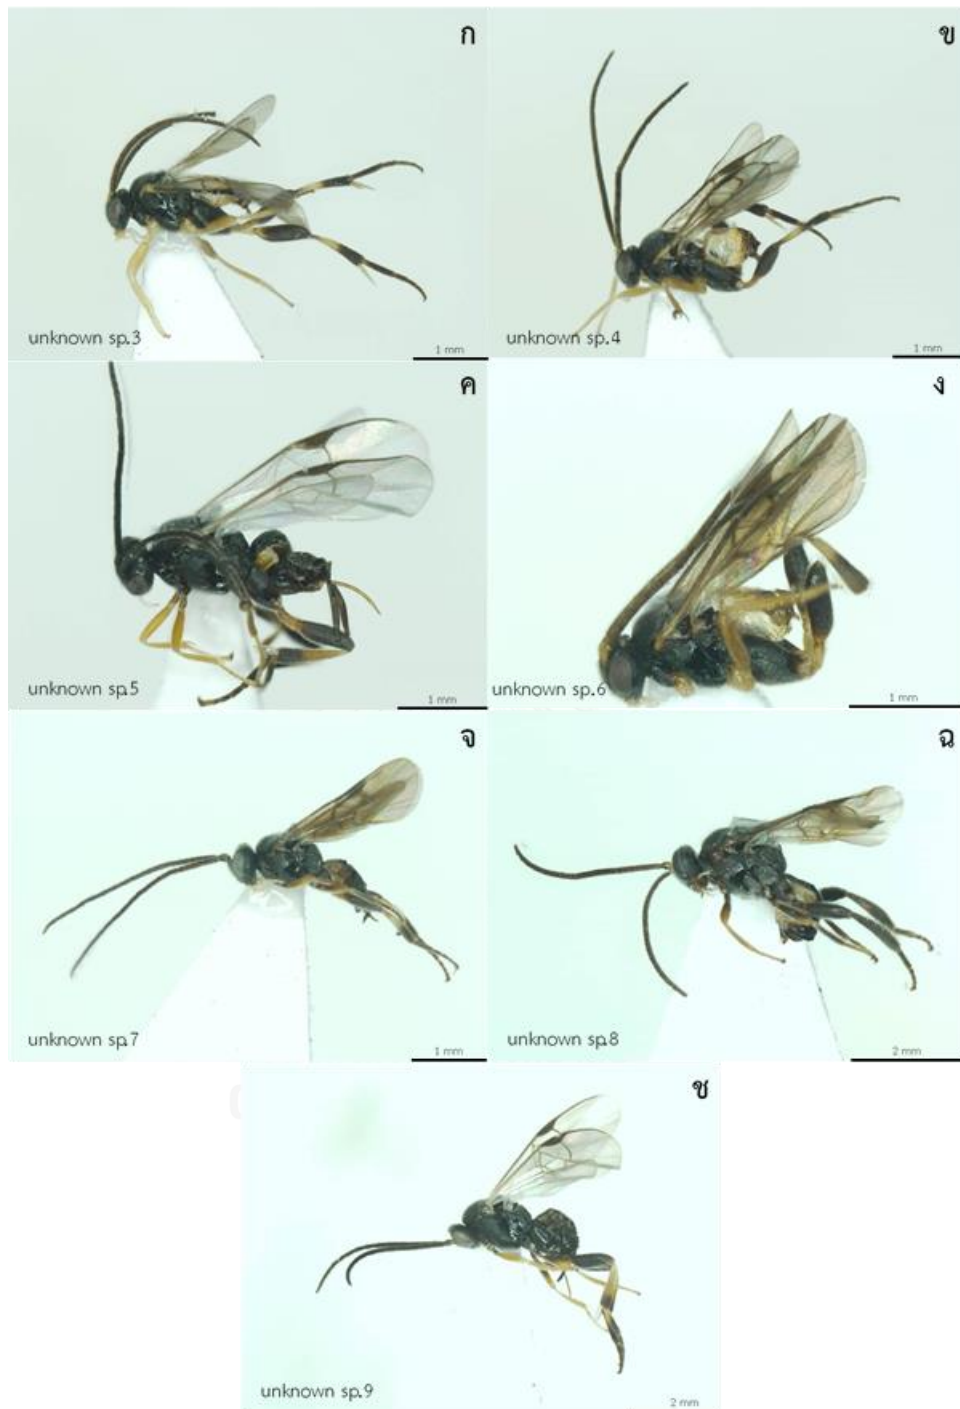 ก
unknown sp.3
1 mm
ข
unknown sp.4
1 mm
ค
unknown sp.5
1 mm
ง
unknown sp.6
1 mm
จ
unknown sp.7
1 mm
ฉ
unknown sp.8
2 mm
ช
unknown sp.9
2 mm